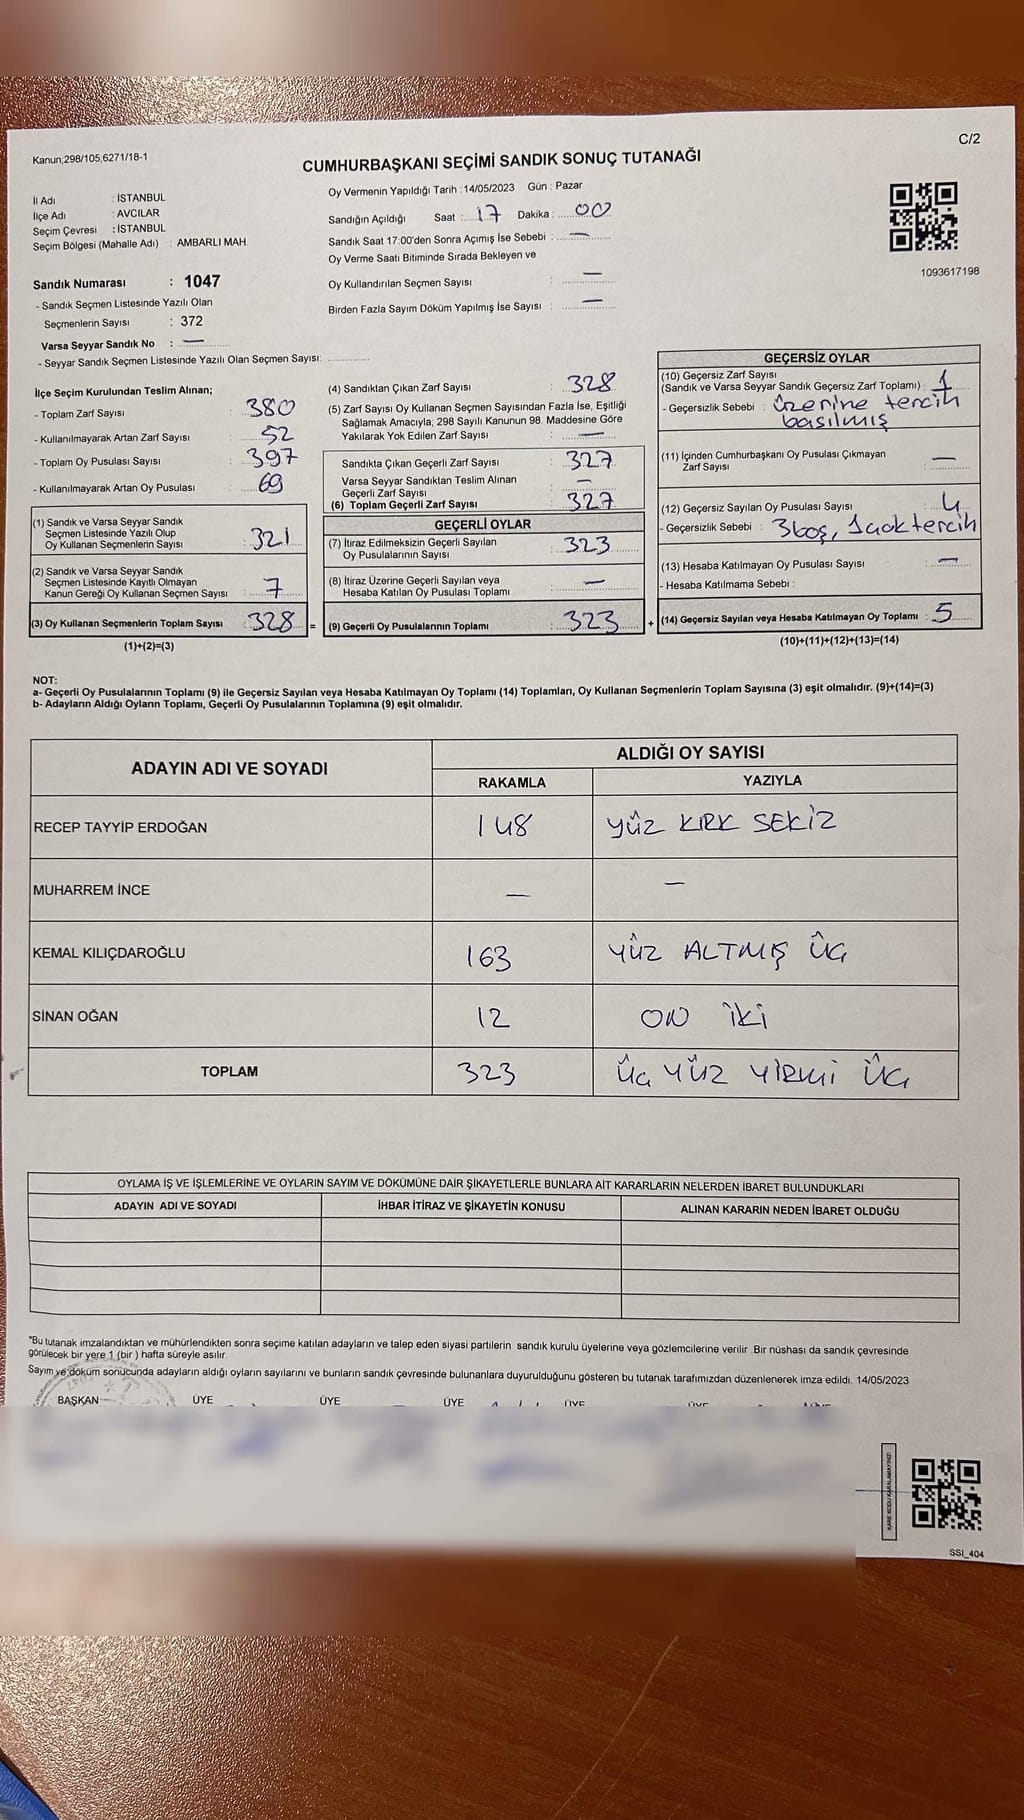 C/2
Kanun;298/105,6271/18-1
CUMHURBAŞKANI SEÇİMİ SANDIK SONUÇ TUTANAĞI
İl Adı : İSTANBUL
İlçe Adı : AVCILAR
Seçim Çevresi : İSTANBUL
Seçim Bölgesi (Mahalle Adı) : AMBARLI MAH.
Sandık Numarası : 1047
- Sandık Seçmen Listesinde Yazılı Olan
Seçmenlerin Sayısı : 372
Varsa Seyyar Sandık No : —
- Seyyar Sandık Seçmen Listesinde Yazılı Olan Seçmen Sayısı:
Oy Vermenin Yapıldığı Tarih : 14/05/2023 Gün : Pazar
Sandığın Açıldığı Saat : 17 Dakika : 00
Sandık Saat 17:00'den Sonra Açımış İse Sebebi : —
Oy Verme Saati Bitiminde Sırada Bekleyen ve
Oy Kullandırılan Seçmen Sayısı : —
Birden Fazla Sayım Döküm Yapılmış İse Sayısı : —
1093617198
İlçe Seçim Kurulundan Teslim Alınan;
- Toplam Zarf Sayısı : 380
- Kullanılmayarak Artan Zarf Sayısı : 52
- Toplam Oy Pusulası Sayısı : 397
- Kullanılmayarak Artan Oy Pusulası : 69
(1) Sandık ve Varsa Seyyar Sandık
Seçmen Listesinde Yazılı Olup
Oy Kullanan Seçmenlerin Sayısı : 321
(2) Sandık ve Varsa Seyyar Sandık
Seçmen Listesinde Kayıtlı Olmayan
Kanun Gereği Oy Kullanan Seçmen Sayısı : 7
(3) Oy Kullanan Seçmenlerin Toplam Sayısı : 328 =
(1)+(2)=(3)
(4) Sandıktan Çıkan Zarf Sayısı : 328
(5) Zarf Sayısı Oy Kullanan Seçmen Sayısından Fazla İse, Eşitliği
Sağlamak Amacıyla; 298 Sayılı Kanunun 98. Maddesine Göre
Yakılarak Yok Edilen Zarf Sayısı : —
Sandıkta Çıkan Geçerli Zarf Sayısı : 327
Varsa Seyyar Sandıktan Teslim Alınan
Geçerli Zarf Sayısı : —
(6) Toplam Geçerli Zarf Sayısı : 327
GEÇERLİ OYLAR
(7) İtiraz Edilmeksizin Geçerli Sayılan
Oy Pusulalarının Sayısı : 323
(8) İtiraz Üzerine Geçerli Sayılan veya
Hesaba Katılan Oy Pusulası Toplamı : —
(9) Geçerli Oy Pusulalarının Toplamı : 323 +
GEÇERSİZ OYLAR
(10) Geçersiz Zarf Sayısı
(Sandık ve Varsa Seyyar Sandık Geçersiz Zarf Toplamı) : 1
- Geçersizlik Sebebi : üzerine tercih
basılmış
(11) İçinden Cumhurbaşkanı Oy Pusulası Çıkmayan
Zarf Sayısı : —
(12) Geçersiz Sayılan Oy Pusulası Sayısı : 4
- Geçersizlik Sebebi : 3boş, 1çok tercih
(13) Hesaba Katılmayan Oy Pusulası Sayısı : —
- Hesaba Katılmama Sebebi :
(14) Geçersiz Sayılan veya Hesaba Katılmayan Oy Toplamı : 5
(10)+(11)+(12)+(13)=(14)
NOT:
a- Geçerli Oy Pusulalarının Toplamı (9) ile Geçersiz Sayılan veya Hesaba Katılmayan Oy Toplamı (14) Toplamları, Oy Kullanan Seçmenlerin Toplam Sayısına (3) eşit olmalıdır. (9)+(14)=(3)
b- Adayların Aldığı Oyların Toplamı, Geçerli Oy Pusulalarının Toplamına (9) eşit olmalıdır.
ADAYIN ADI VE SOYADI ALDIĞI OY SAYISI
RAKAMLA YAZIYLA
RECEP TAYYİP ERDOĞAN 148 yüz KIRK SEKİZ
MUHARREM İNCE — —
KEMAL KILIÇDAROĞLU 163 yüz ALTMIŞ ÜÇ
SİNAN OĞAN 12 ON İKİ
TOPLAM 323 Üç YÜZ YİRMİ ÜÇ
OYLAMA İŞ VE İŞLEMLERİNE VE OYLARIN SAYIM VE DÖKÜMÜNE DAİR ŞİKAYETLERLE BUNLARA AİT KARARLARIN NELERDEN İBARET BULUNDUKLARI
ADAYIN ADI VE SOYADI İHBAR İTİRAZ VE ŞİKAYETİN KONUSU ALINAN KARARIN NEDEN İBARET OLDUĞU
*Bu tutanak imzalandıktan ve mühürlendikten sonra seçime katılan adayların ve talep eden siyasi partilerin sandık kurulu üyelerine veya gözlemcilerine verilir. Bir nüshası da sandık çevresinde
görülecek bir yere 1 (bir ) hafta süreyle asılır.
Sayım ve döküm sonucunda adayların aldığı oyların sayılarını ve bunların sandık çevresinde bulunanlara duyurulduğunu gösteren bu tutanak tarafımızdan düzenlenerek imza edildi. 14/05/2023
BAŞKAN ÜYE ÜYE ÜYE ÜYE
KARE KODU KARALAMAYINIZ!
SSI_404